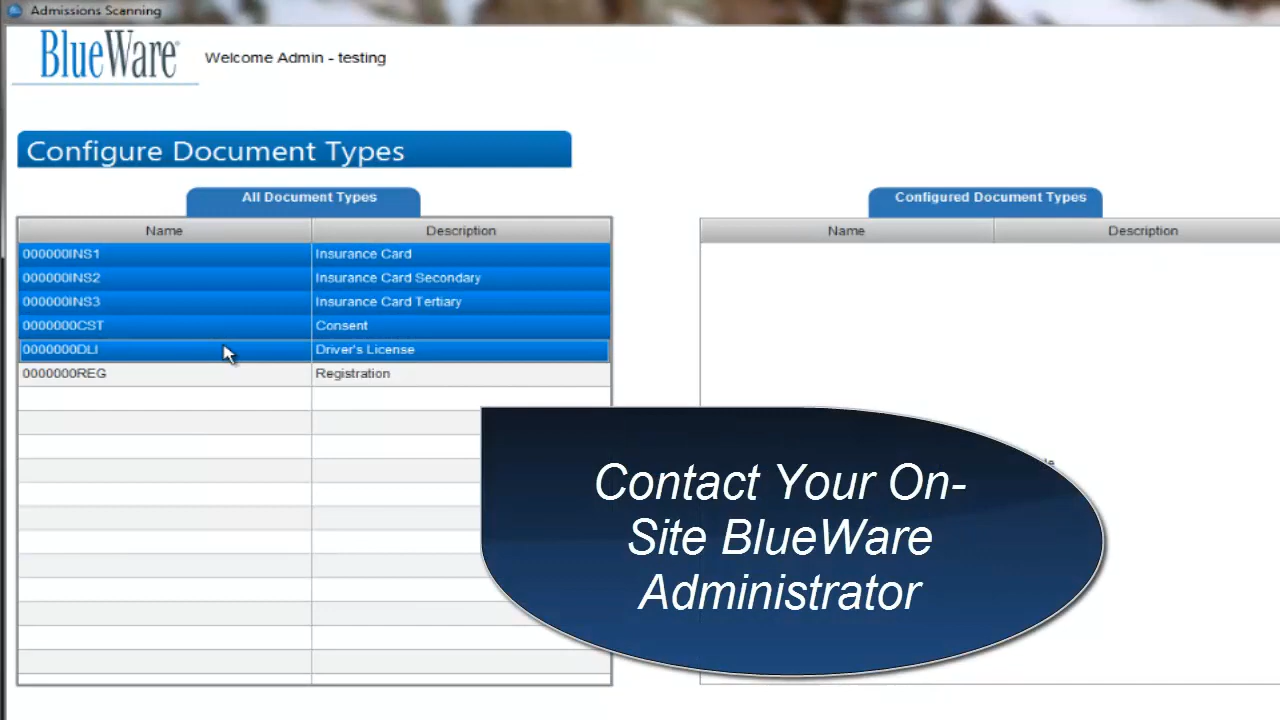 Admissions Scanning
BlueWare
Welcome Admin - testing
Configure Document Types
All Document Types
Name Description
000000INS1 Insurance Card
000000INS2 Insurance Card Secondary
000000INS3 Insurance Card Tertiary
0000000CST Consent
0000000DLI Driver's License
0000000REG Registration
Configured Document Types
Name Description
Contact Your On-
Site BlueWare
Administrator